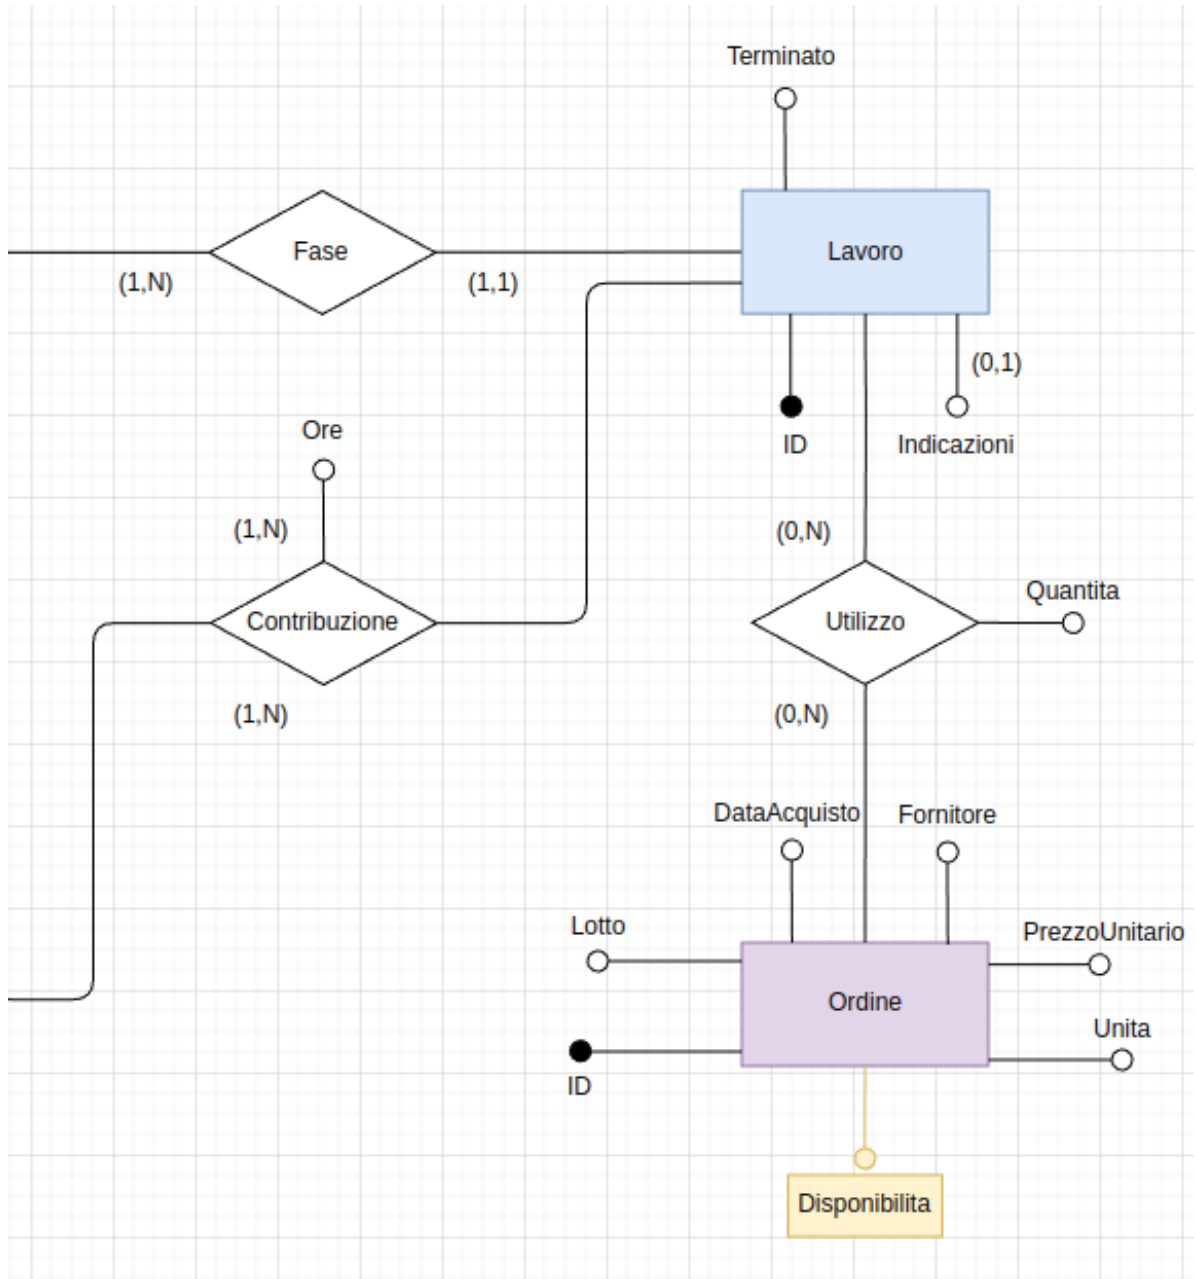 Terminato
Fase
Lavoro
(1,N)
(1,1)
(0,1)
Ore
ID
Indicazioni
(1,N)
(0,N)
Contribuzione
Utilizzo
Quantita
(1,N)
(0,N)
DataAcquisto
Fornitore
Lotto
PrezzoUnitario
Ordine
Unita
ID
Disponibilita